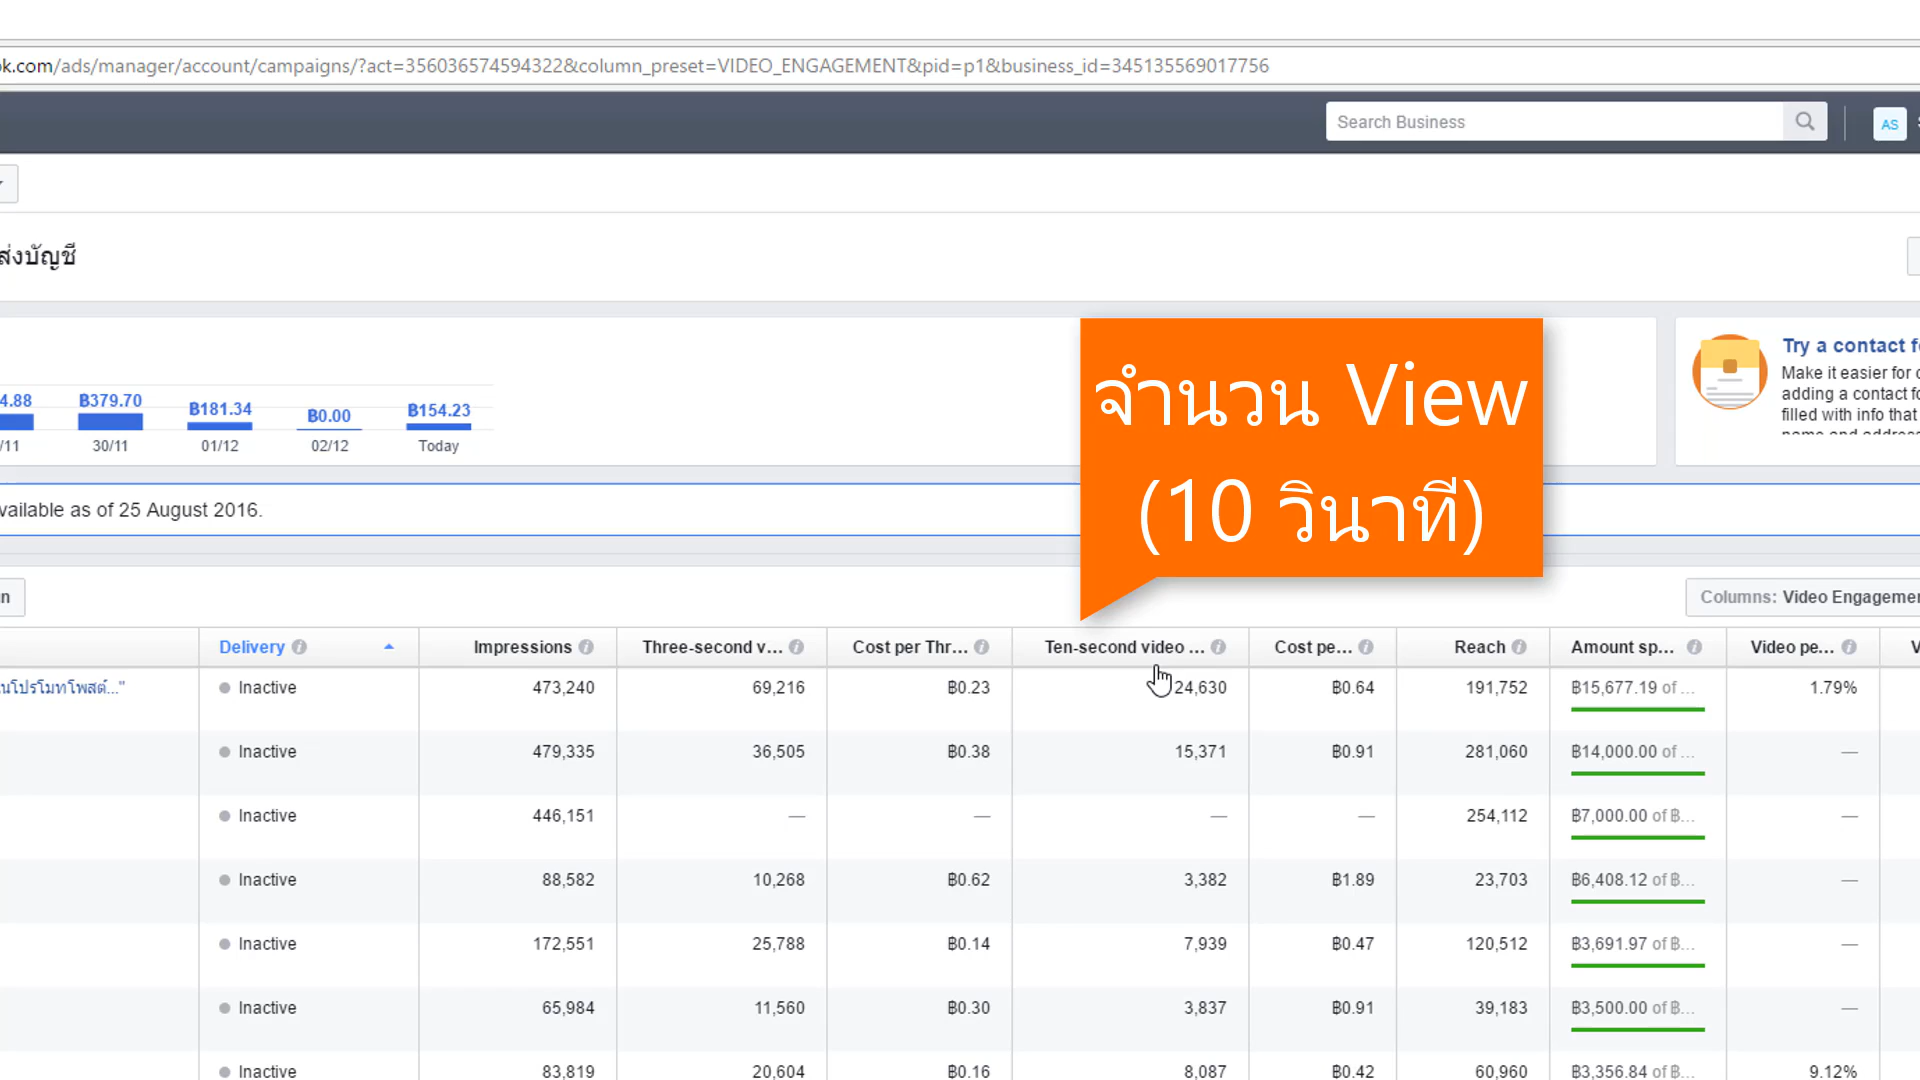 k.com/ads/manager/account/campaigns/?act=356036574594322&column_preset=VIDEO_ENGAGEMENT&pid=p1&business_id=345135569017756
Search Business
AS
ส่งบัญชี
4.88
฿379.70
฿181.34
฿0.00
฿154.23
/11
30/11
01/12
02/12
Today
จำนวน View
(10 วินาที)
Try a contact f
Make it easier for c
adding a contact fo
filled with info that
name and address
vailable as of 25 August 2016.
n
Columns: Video Engagemen
Delivery Impressions Three-second v... Cost per Thr... Ten-second video ... Cost pe... Reach Amount sp... Video pe... V
นโปรโมทโพสต์..." Inactive 473,240 69,216 ฿0.23 24,630 ฿0.64 191,752 ฿15,677.19 of ... 1.79%
Inactive 479,335 36,505 ฿0.38 15,371 ฿0.91 281,060 ฿14,000.00 of ... —
Inactive 446,151 — — — — 254,112 ฿7,000.00 of ฿... —
Inactive 88,582 10,268 ฿0.62 3,382 ฿1.89 23,703 ฿6,408.12 of ฿... —
Inactive 172,551 25,788 ฿0.14 7,939 ฿0.47 120,512 ฿3,691.97 of ฿... —
Inactive 65,984 11,560 ฿0.30 3,837 ฿0.91 39,183 ฿3,500.00 of ฿... —
Inactive 83,819 20,604 ฿0.16 8,087 ฿0.42 60,960 ฿3,356.84 of ฿... 9.12%